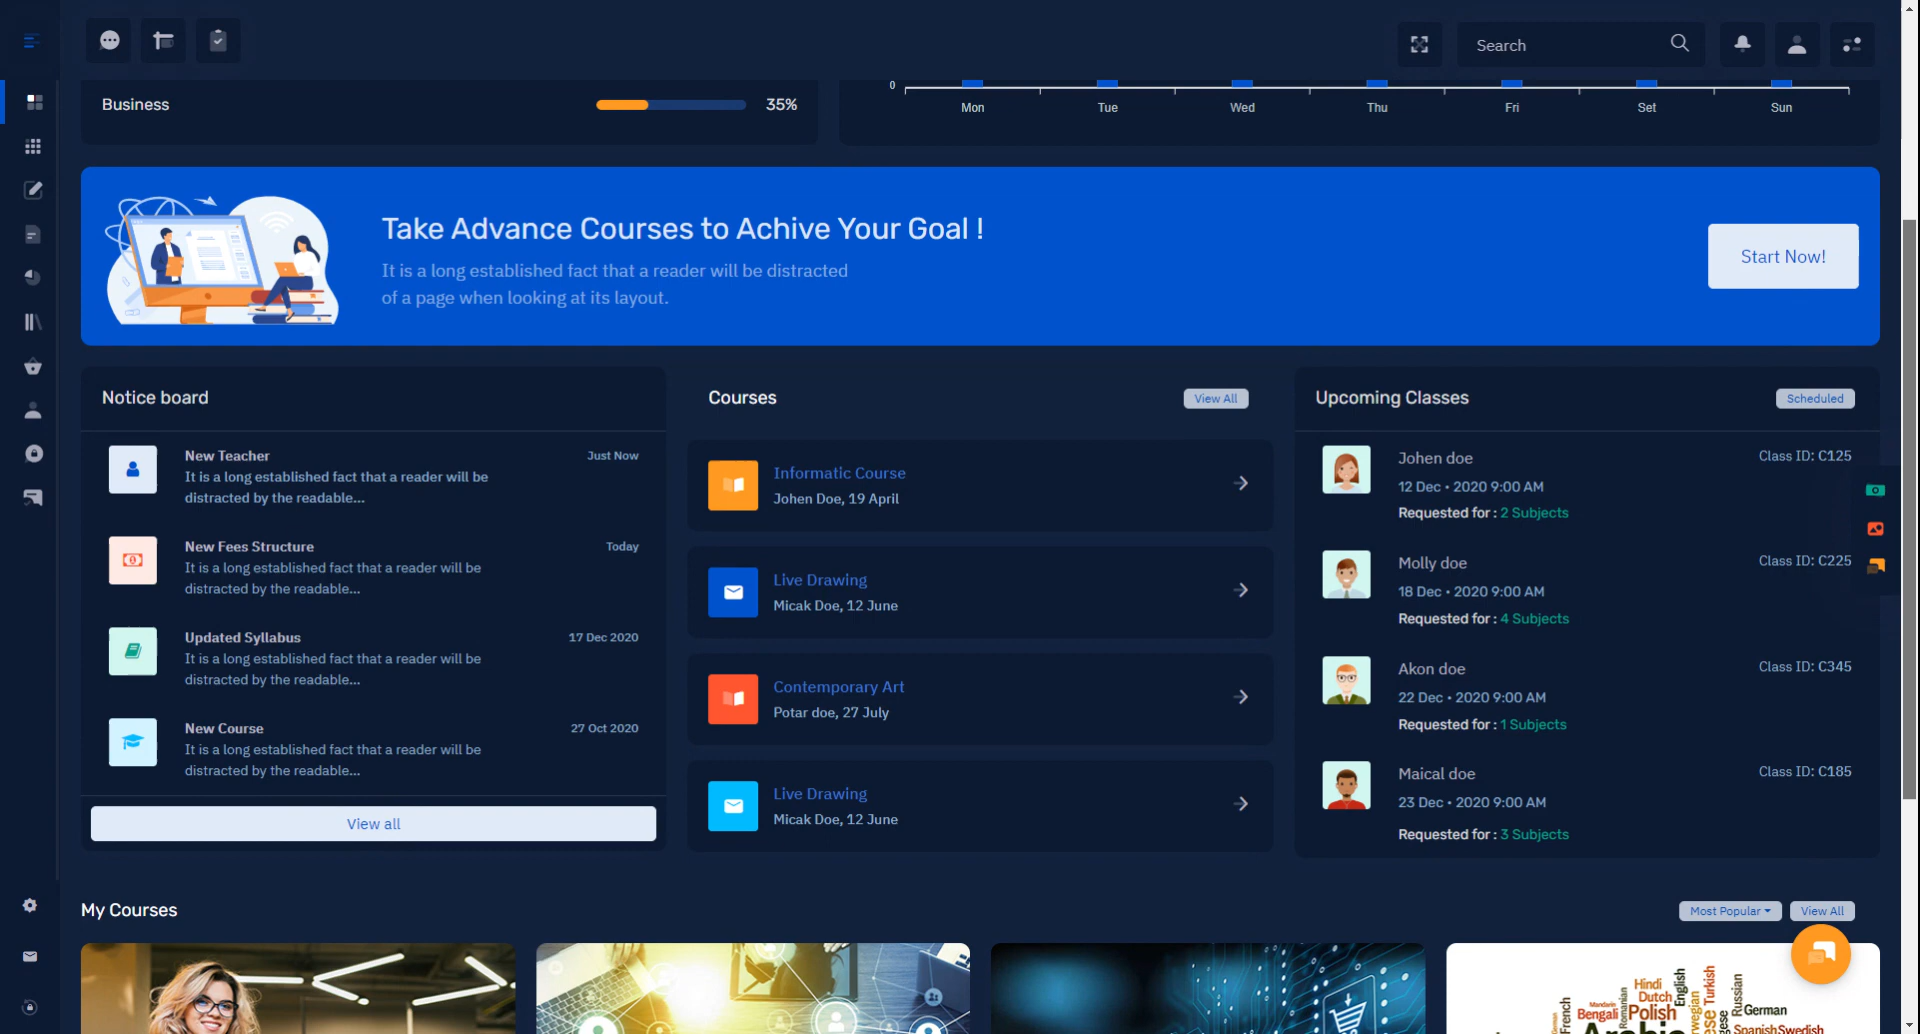 Search
Business
35%
0
Mon
Tue
Wed
Thu
Fri
Set
Sun
Take Advance Courses to Achive Your Goal !
It is a long established fact that a reader will be distracted
of a page when looking at its layout.
Start Now!
Notice board
New Teacher
Just Now
It is a long established fact that a reader will be
distracted by the readable...
New Fees Structure
Today
It is a long established fact that a reader will be
distracted by the readable...
Updated Syllabus
17 Dec 2020
It is a long established fact that a reader will be
distracted by the readable...
New Course
27 Oct 2020
It is a long established fact that a reader will be
distracted by the readable...
View all
Courses
View All
Informatic Course
Johen Doe, 19 April
Live Drawing
Micak Doe, 12 June
Contemporary Art
Potar doe, 27 July
Live Drawing
Micak Doe, 12 June
Upcoming Classes
Scheduled
Johen doe
Class ID: C125
12 Dec • 2020 9:00 AM
Requested for : 2 Subjects
Molly doe
Class ID: C225
18 Dec • 2020 9:00 AM
Requested for : 4 Subjects
Akon doe
Class ID: C345
22 Dec • 2020 9:00 AM
Requested for : 1 Subjects
Maical doe
Class ID: C185
23 Dec • 2020 9:00 AM
Requested for : 3 Subjects
My Courses
Most Popular
View All
Hindi
Dutch
English
Turkish
Russian
Mandarin
Bengali
Polish
German
French
Spanish
Swedish